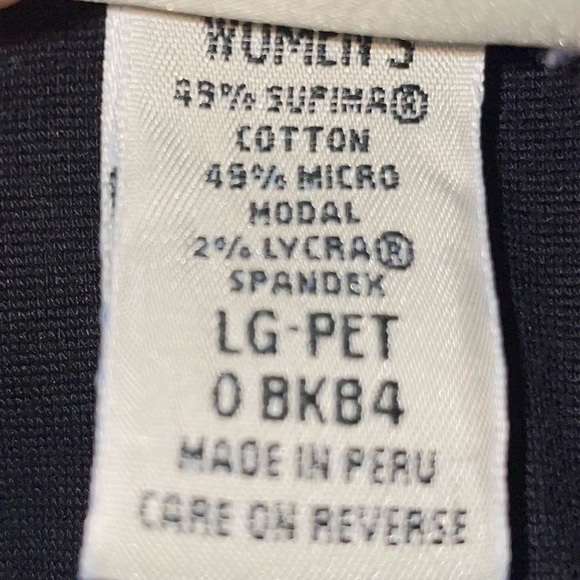 WOMEN'S
49% SUPIMA®
COTTON
49% MICRO
MODAL
2% LYCRA®
SPANDEX
LG-PET
0 BKB4
MADE IN PERU
CARE ON REVERSE